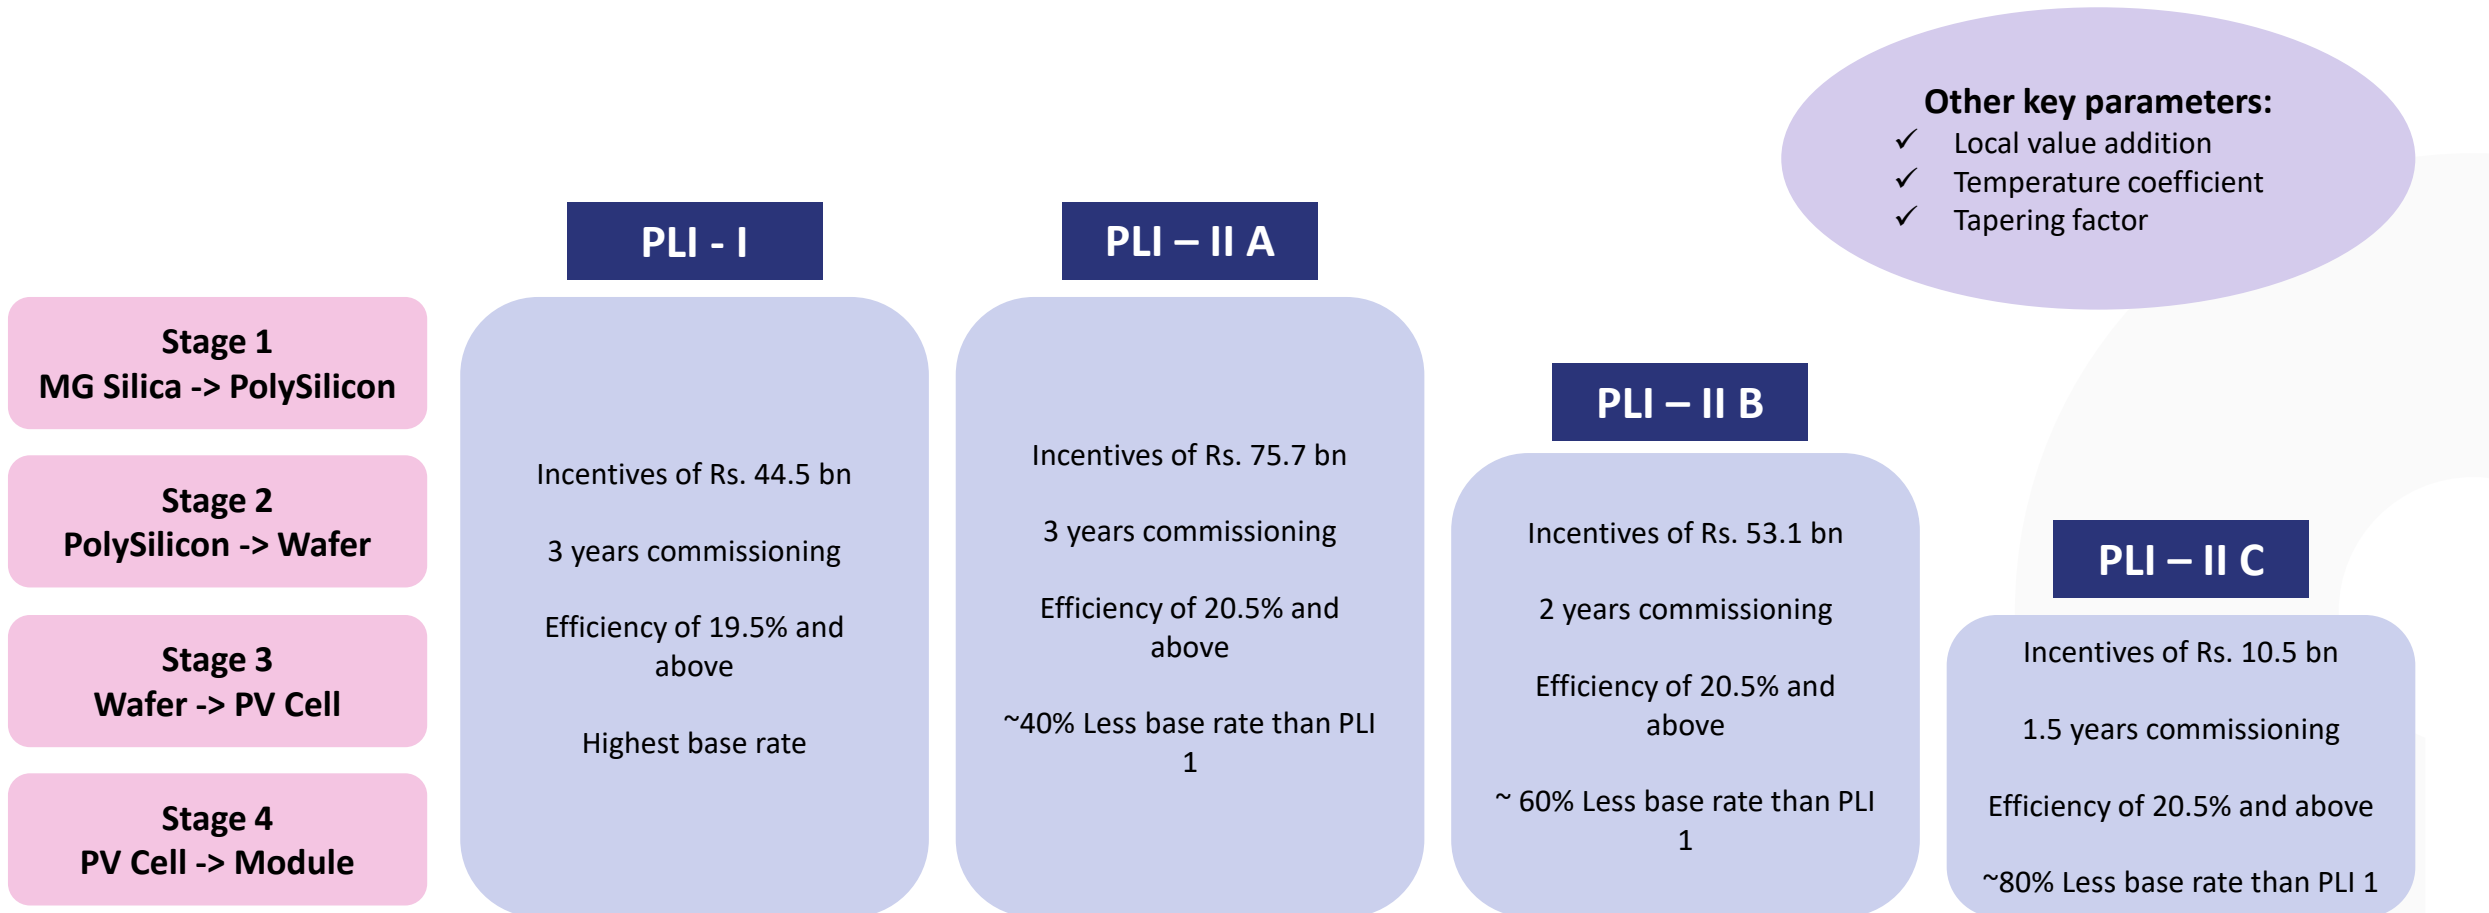 Other key parameters:
✓ Local value addition
✓ Temperature coefficient
✓ Tapering factor
Stage 1
MG Silica -> PolySilicon
Stage 2
PolySilicon -> Wafer
Stage 3
Wafer -> PV Cell
Stage 4
PV Cell -> Module
PLI - I
Incentives of Rs. 44.5 bn
3 years commissioning
Efficiency of 19.5% and
above
Highest base rate
PLI – II A
Incentives of Rs. 75.7 bn
3 years commissioning
Efficiency of 20.5% and
above
~40% Less base rate than PLI
1
PLI – II B
Incentives of Rs. 53.1 bn
2 years commissioning
Efficiency of 20.5% and
above
~ 60% Less base rate than PLI
1
PLI – II C
Incentives of Rs. 10.5 bn
1.5 years commissioning
Efficiency of 20.5% and above
~80% Less base rate than PLI 1